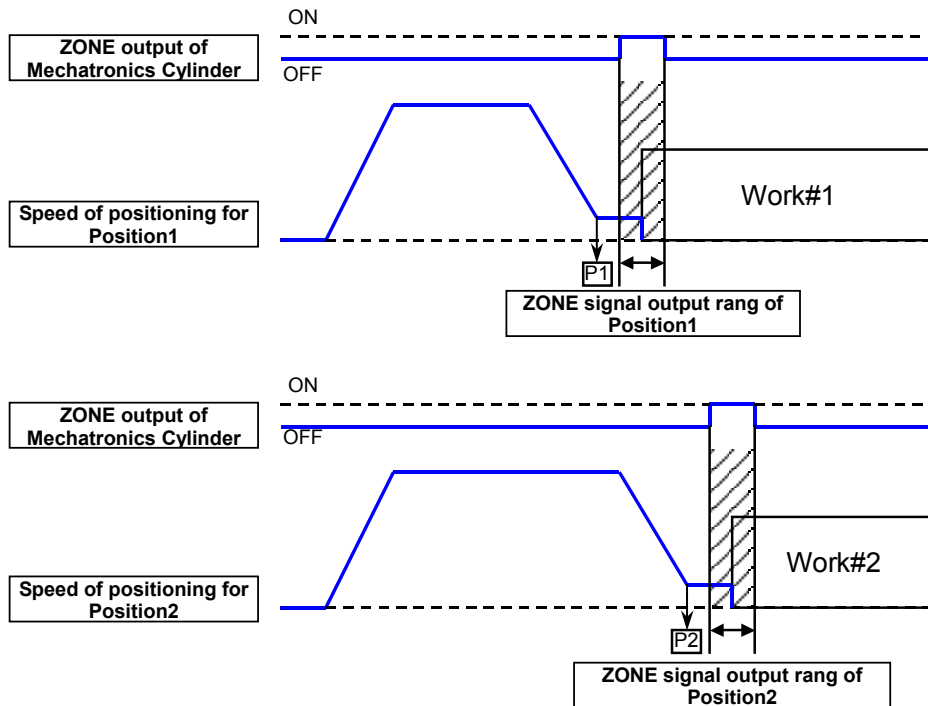 ON
ZONE output of
Mechatronics Cylinder
OFF
Work#1
Speed of positioning for
Position1
P1
ZONE signal output rang of
Position1
ON
ZONE output of
Mechatronics Cylinder
OFF
Work#2
Speed of positioning for
Position2
P2
ZONE signal output rang of
Position2